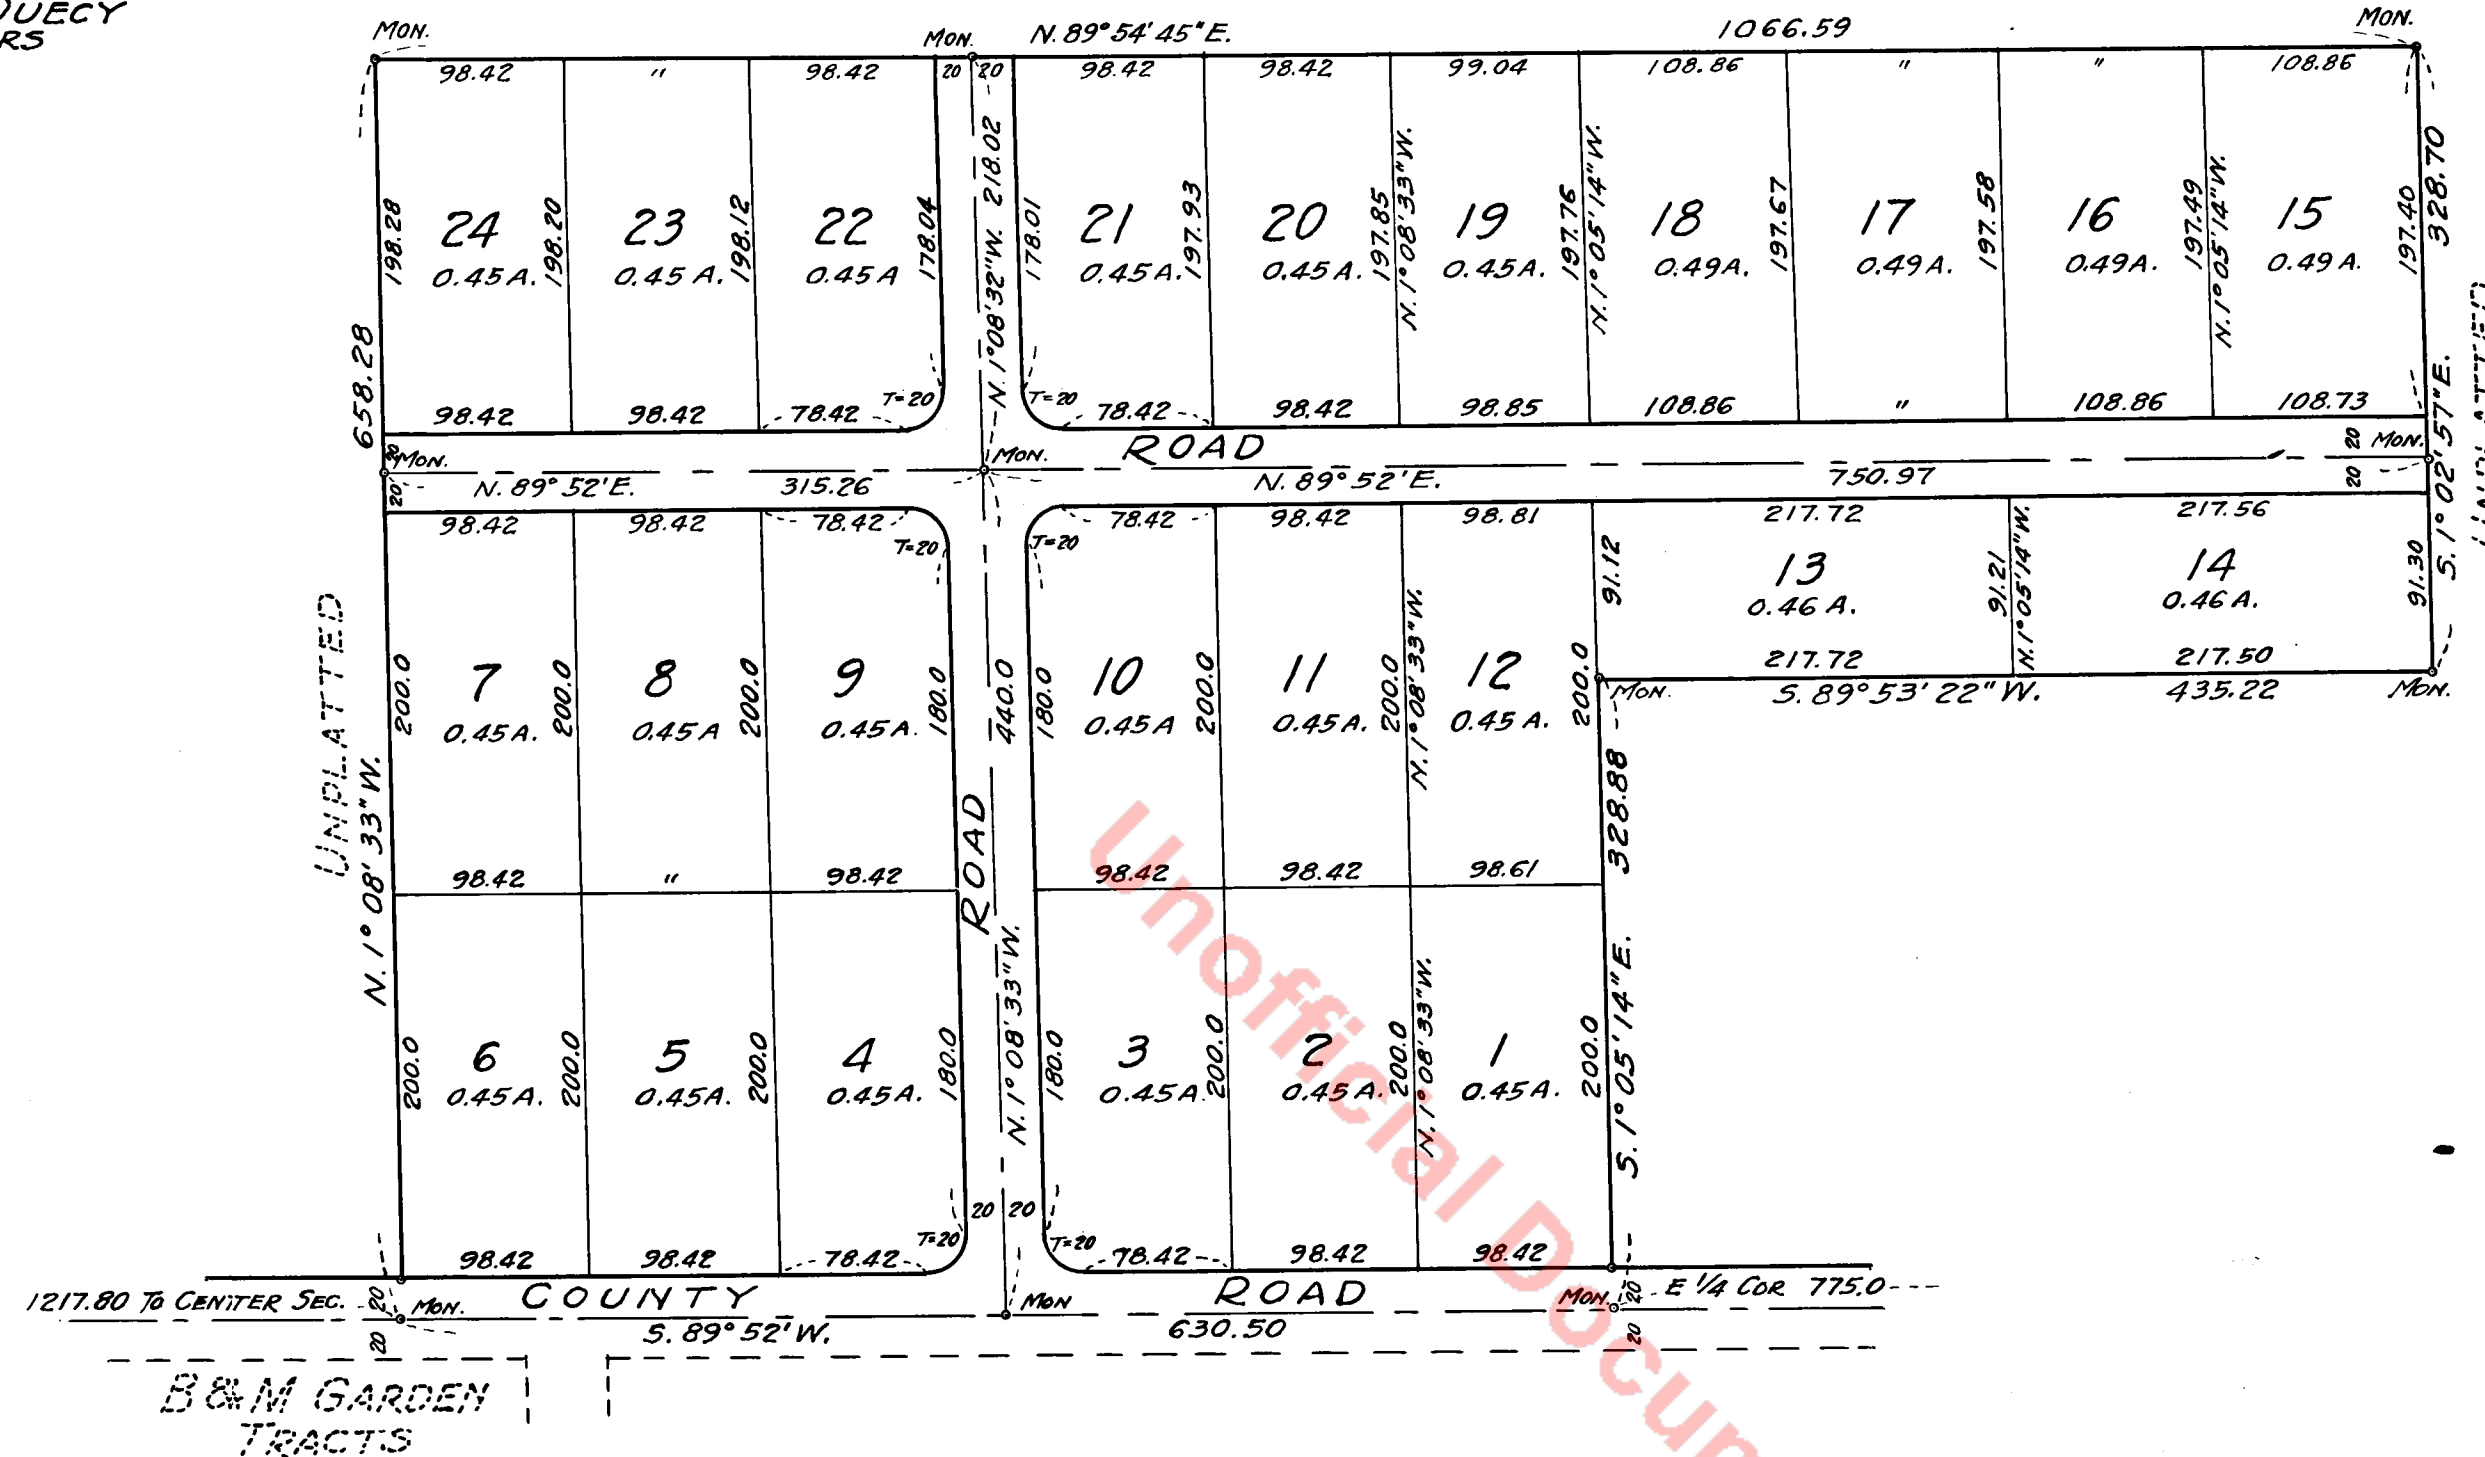 RS
MON.
MON.
N. 89° 54' 45" E.
1066.59
MON.
98.42 " 98.42 20 20 98.42 98.42 99.04 108.86 " " 108.86
24
0.45 A.
23
0.45 A.
22
0.45 A
21
0.45 A.
20
0.45 A.
19
0.45 A.
18
0.49 A.
17
0.49 A.
16
0.49 A.
15
0.49 A.
198.28
198.20
198.12
178.04
N. 1° 08' 32" W. 218.02
178.01
197.93
197.85
N. 1° 08' 33" W.
197.76
N. 1° 05' 14" W.
197.67
197.58
197.49
N. 1° 05' 14" W.
197.40
328.70
S. 1° 02' 57" E.
658.28
T=20
T=20
98.42 98.42 78.42 78.42 98.42 98.85 108.86 " 108.86 108.73
20
MON.
MON.
ROAD
20
MON.
20
N. 89° 52' E.
315.26
N. 89° 52' E.
750.97
20
98.42 98.42 78.42 78.42 98.42 98.81 217.72 217.56
T=20
T=20
7
0.45 A.
8
0.45 A
9
0.45 A.
10
0.45 A
11
0.45 A.
12
0.45 A.
13
0.46 A.
14
0.46 A.
91.12
91.21
N. 1° 05' 14" W.
91.30
217.72 217.50
MON.
S. 89° 53' 22" W.
435.22
MON.
200.0
200.0
200.0
180.0
440.0
180.0
200.0
200.0
N. 1° 08' 33" W.
200.0
328.88
UNPLATTED
N. 1° 08' 33" W.
ROAD
98.42 " 98.42 98.42 98.42 98.61
6
0.45 A.
5
0.45 A.
4
0.45 A.
3
0.45 A
2
0.45 A.
1
0.45 A.
200.0
200.0
200.0
180.0
N. 1° 08' 33" W.
180.0
200.0
200.0
N. 1° 08' 33" W.
200.0
S. 1° 05' 14" E.
20 20
T=20
T=20
98.42 98.42 78.42 78.42 98.42 98.42
1217.80 TO CENTER SEC.
20
MON.
COUNTY
MON
ROAD
MON.
20
E 1/4 COR 775.0
20
S. 89° 52' W.
630.50
20
B & M GARDEN
TRACTS
Unofficial